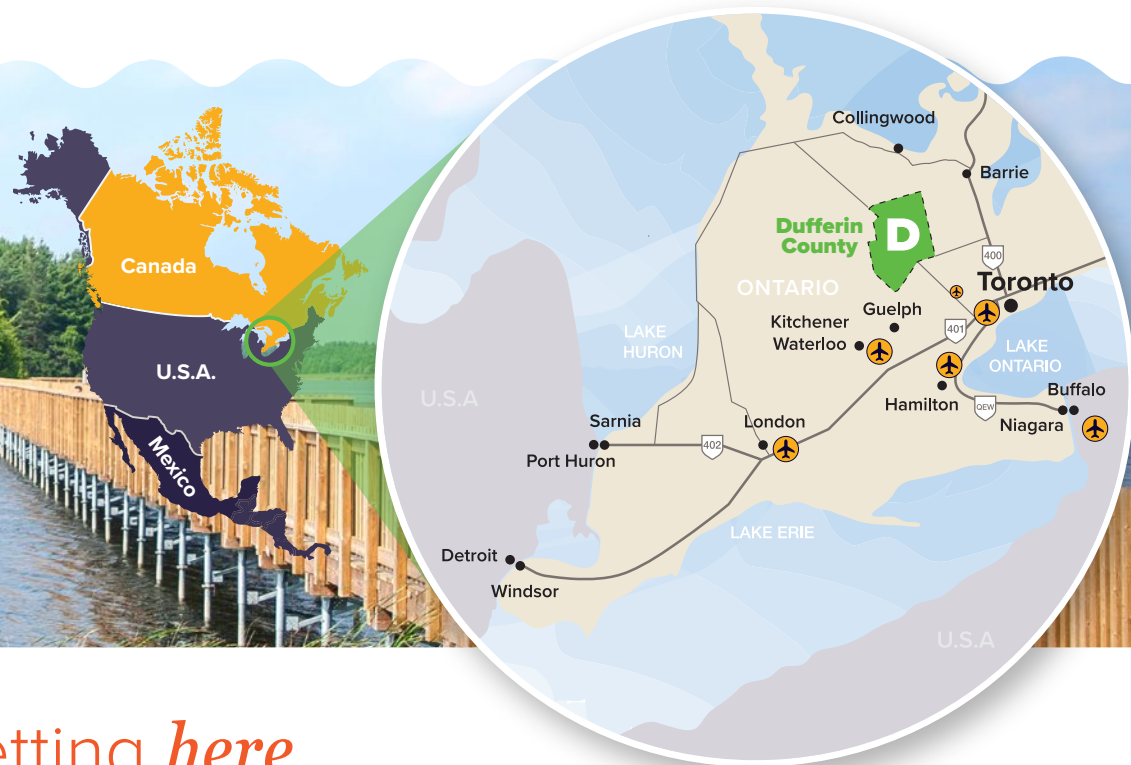 Canada
U.S.A.
Mexico
Collingwood
Barrie
Dufferin
County
D
400
ONTARIO
Toronto
Guelph
Kitchener
Waterloo
401
LAKE
HURON
LAKE
ONTARIO
U.S.A
Hamilton
Buffalo
QEW
Niagara
Sarnia
London
402
Port Huron
LAKE ERIE
Detroit
Windsor
U.S.A
etting here